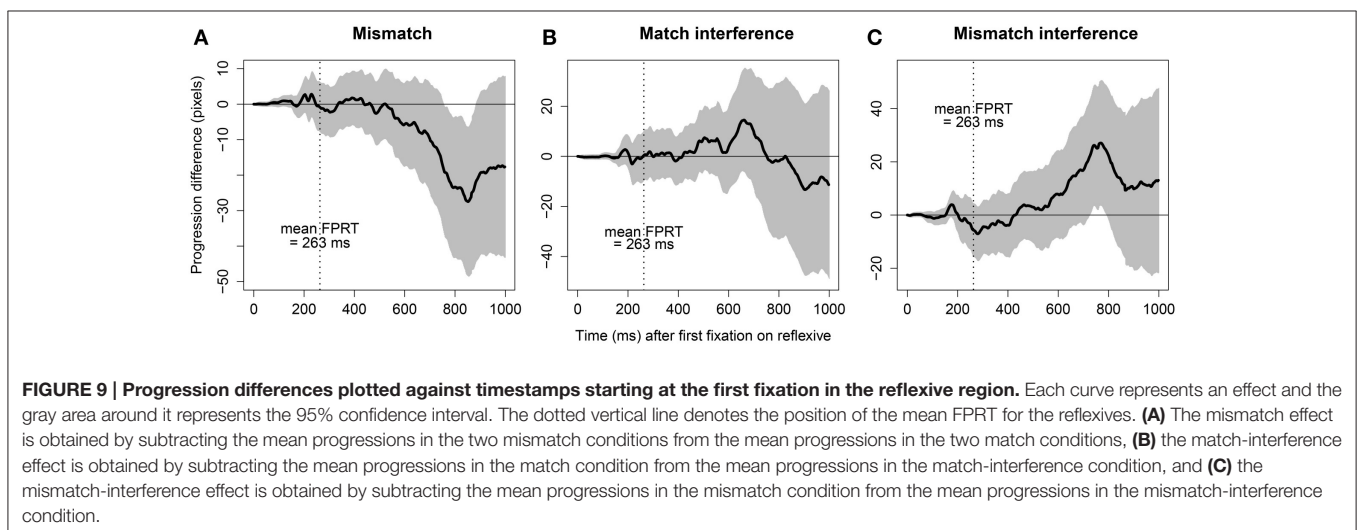 A Mismatch
B Match interference
C Mismatch interference
Progression difference (pixels)
10
0
−10
−30
−50
mean FPRT
= 263 ms
0 200 400 600 800 1000
20
0
−20
−40
mean FPRT
= 263 ms
0 200 400 600 800 1000
40
20
0
−20
mean FPRT
= 263 ms
0 200 400 600 800 1000
Time (ms) after first fixation on reflexive
FIGURE 9 | Progression differences plotted against timestamps starting at the first fixation in the reflexive region. Each curve represents an effect and the
gray area around it represents the 95% confidence interval. The dotted vertical line denotes the position of the mean FPRT for the reflexives. (A) The mismatch effect
is obtained by subtracting the mean progressions in the two mismatch conditions from the mean progressions in the two match conditions, (B) the match-interference
effect is obtained by subtracting the mean progressions in the match condition from the mean progressions in the match-interference condition, and (C) the
mismatch-interference effect is obtained by subtracting the mean progressions in the mismatch condition from the mean progressions in the mismatch-interference
condition.